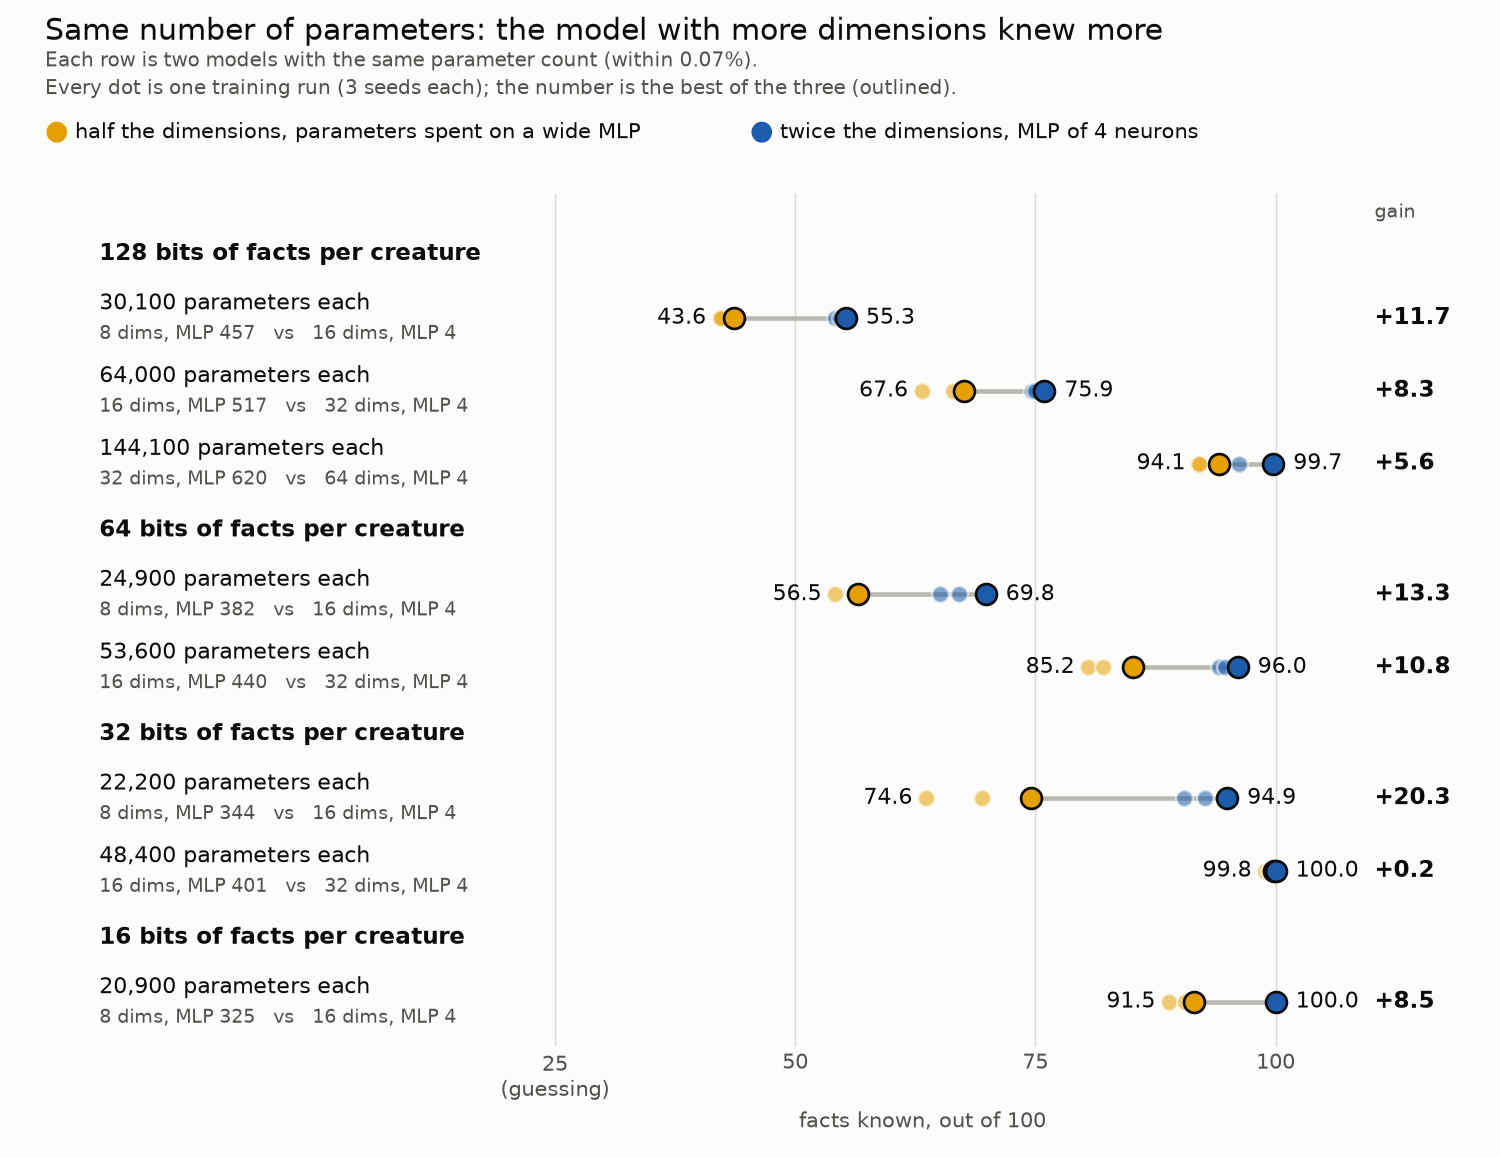 Same number of parameters: the model with more dimensions knew more
Each row is two models with the same parameter count (within 0.07%).
Every dot is one training run (3 seeds each); the number is the best of the three (outlined).
half the dimensions, parameters spent on a wide MLP
twice the dimensions, MLP of 4 neurons
gain
128 bits of facts per creature
30,100 parameters each
8 dims, MLP 457 vs 16 dims, MLP 4
43.6
55.3
+11.7
64,000 parameters each
16 dims, MLP 517 vs 32 dims, MLP 4
67.6
75.9
+8.3
144,100 parameters each
32 dims, MLP 620 vs 64 dims, MLP 4
94.1
99.7
+5.6
64 bits of facts per creature
24,900 parameters each
8 dims, MLP 382 vs 16 dims, MLP 4
56.5
69.8
+13.3
53,600 parameters each
16 dims, MLP 440 vs 32 dims, MLP 4
85.2
96.0
+10.8
32 bits of facts per creature
22,200 parameters each
8 dims, MLP 344 vs 16 dims, MLP 4
74.6
94.9
+20.3
48,400 parameters each
16 dims, MLP 401 vs 32 dims, MLP 4
99.8
100.0
+0.2
16 bits of facts per creature
20,900 parameters each
8 dims, MLP 325 vs 16 dims, MLP 4
91.5
100.0
+8.5
25
(guessing)
50
75
100
facts known, out of 100